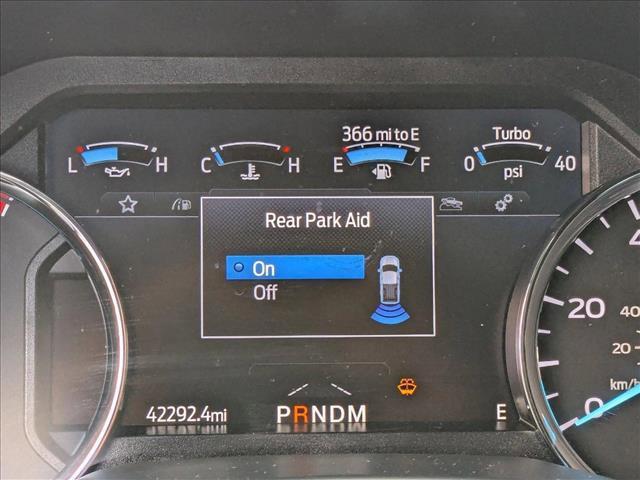 366 mi to E
Turbo
L H
C H
E F
0 40
psi
Rear Park Aid
On
Off
20
40
20
km/h
0
42292.4mi
PRNDM
E